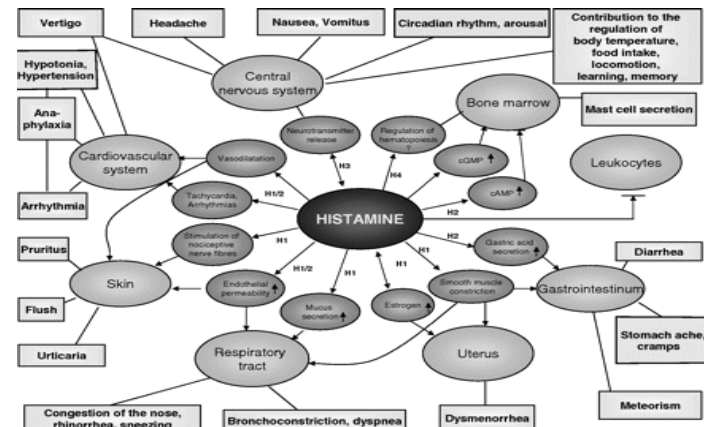 Vertigo
Headache
Nausea, Vomitus
Circadian rhythm, arousal
Contribution to the
regulation of
body temperature,
food intake,
locomotion,
learning, memory
Hypotonia,
Hypertension
Central
nervous system
Bone marrow
Mast cell secretion
Ana-
phylaxia
Neurotransmitter
release
Regulation of
hematopoiesis
?
Cardiovascular
system
Vasodilatation
cGMP
Leukocytes
H3
H4
cAMP
Tachycardia,
Arrhythmias
H1/2
Arrhythmia
HISTAMINE
H2
Pruritus
Stimulation of
nociceptive
nerve fibres
H1
H2
Gastric acid
secretion
Diarrhea
Skin
H1/2
H1
H1
H1
Endothelial
permeability
Smooth muscle
constriction
Gastrointestinum
Flush
Mucus
secretion
Estrogen
Stomach ache,
cramps
Urticaria
Respiratory
tract
Uterus
Meteorism
Congestion of the nose,
rhinorrhea, sneezing
Bronchoconstriction, dyspnea
Dysmenorrhea